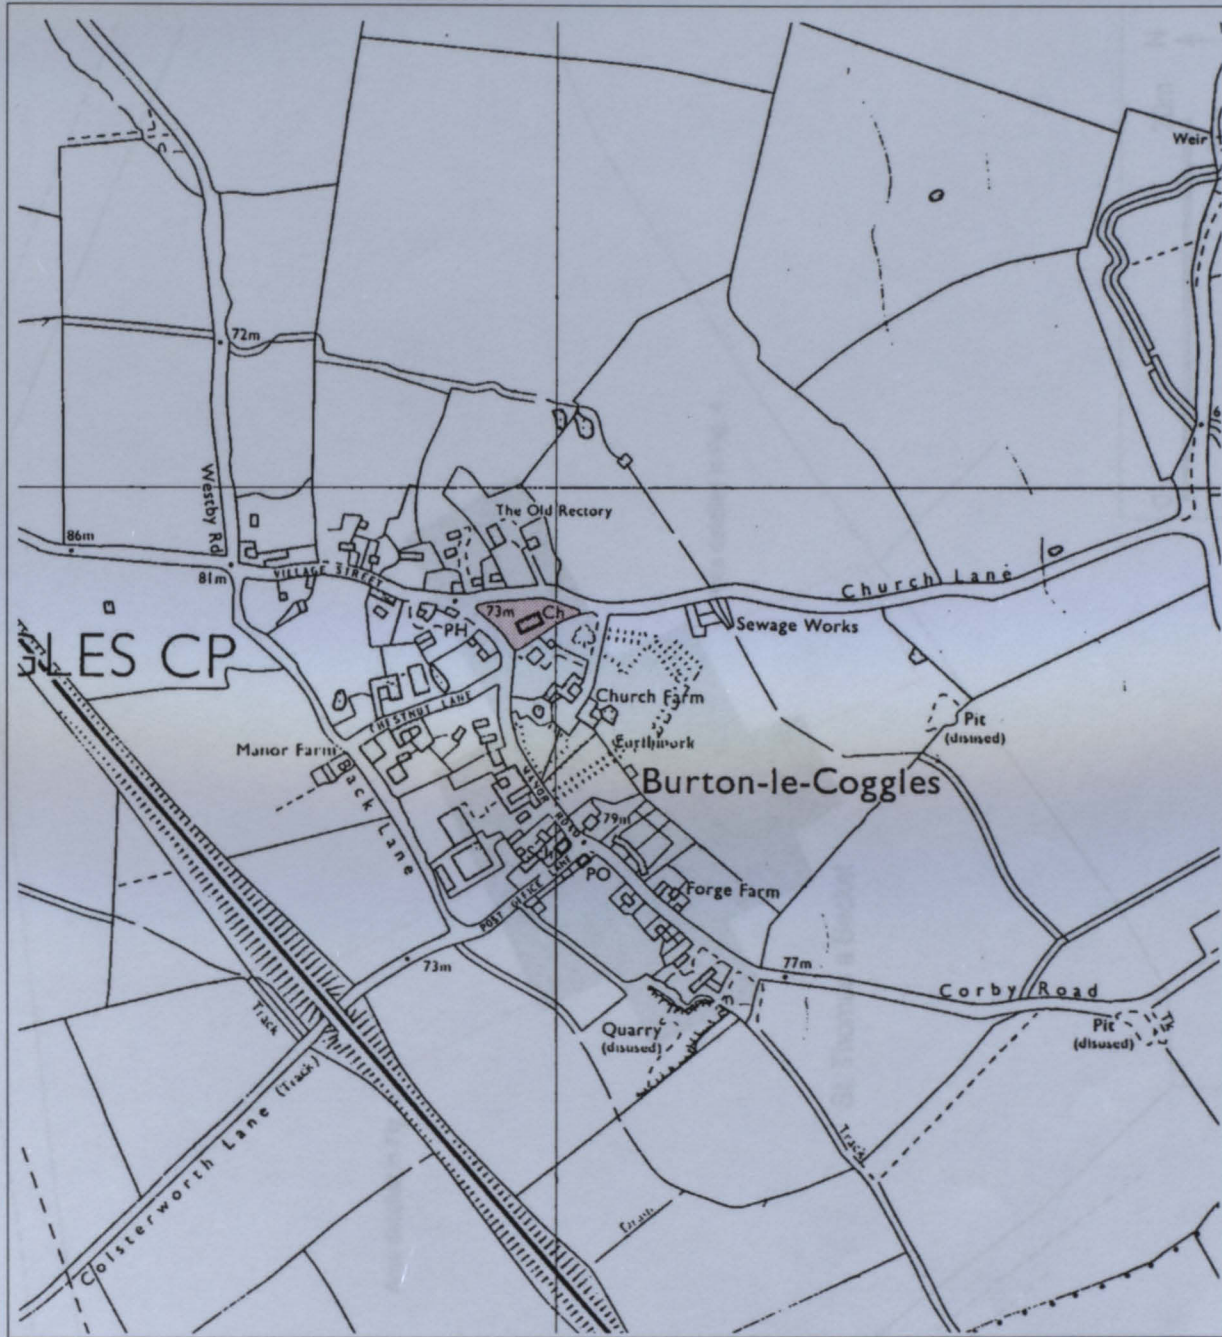 Weir
72m
Westby Rd
The Old Rectory
86m
81m
VILLAGE STREET
73m
Ch
Church Lane
PH
Sewage Works
GLES CP
CHESTNUT LANE
Church Farm
Pit
(disused)
Manor Farm
Earthwork
Back Lane
Burton-le-Coggles
79m
PO
POST OFFICE
Forge Farm
73m
77m
Corby Road
Track
Quarry
(disused)
Pit
(disused)
Colsterworth Lane (Track)
Track
Drain